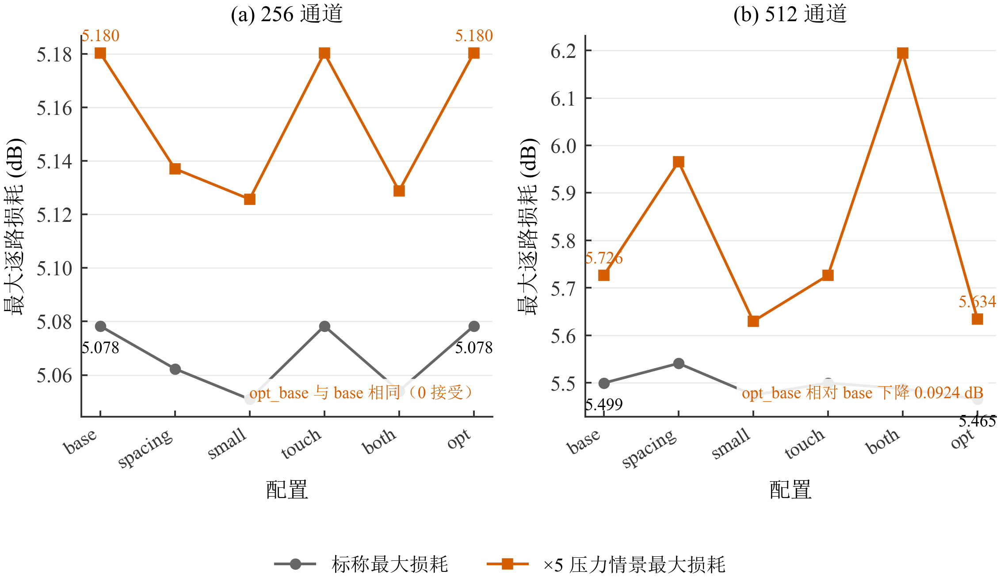 (a) 256 通道
5.180
5.180
5.18
5.16
5.14
5.12
5.10
5.08
5.06
最大逐路损耗 (dB)
5.078
5.078
opt_base 与 base 相同（0 接受）
base
spacing
small
touch
both
opt
配置
(b) 512 通道
6.2
6.1
6.0
5.9
5.8
5.7
5.6
5.5
最大逐路损耗 (dB)
5.726
5.634
opt_base 相对 base 下降 0.0924 dB
5.499
5.465
base
spacing
small
touch
both
opt
配置
标称最大损耗
×5 压力情景最大损耗